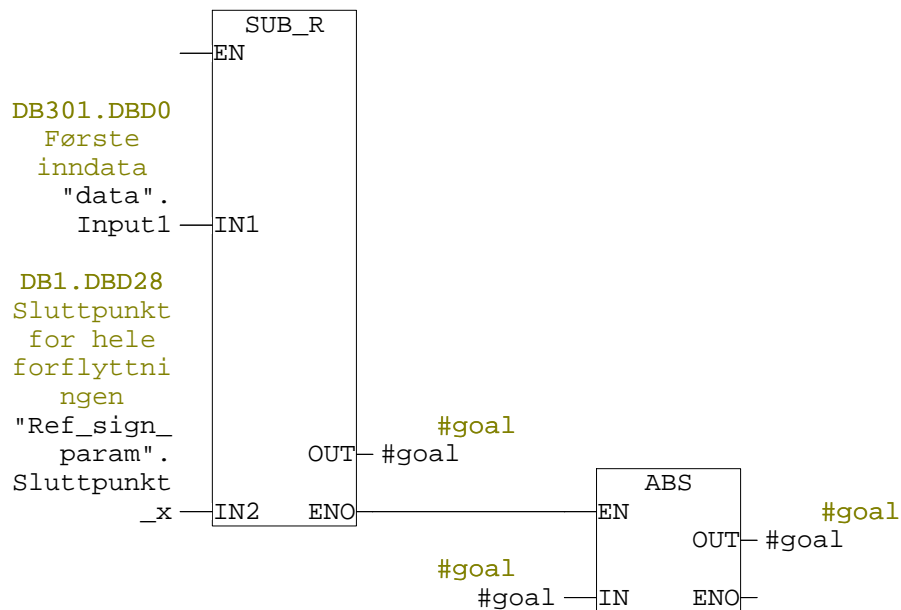 SUB_R
EN
DB301.DBD0
Første
inndata
"data".
Input1
IN1
DB1.DBD28
Sluttpunkt
for hele
forflyttni
ngen
"Ref_sign_
param".
Sluttpunkt
_x
IN2
#goal
OUT
#goal
ENO
ABS
EN
#goal
OUT
#goal
#goal
#goal
IN
ENO